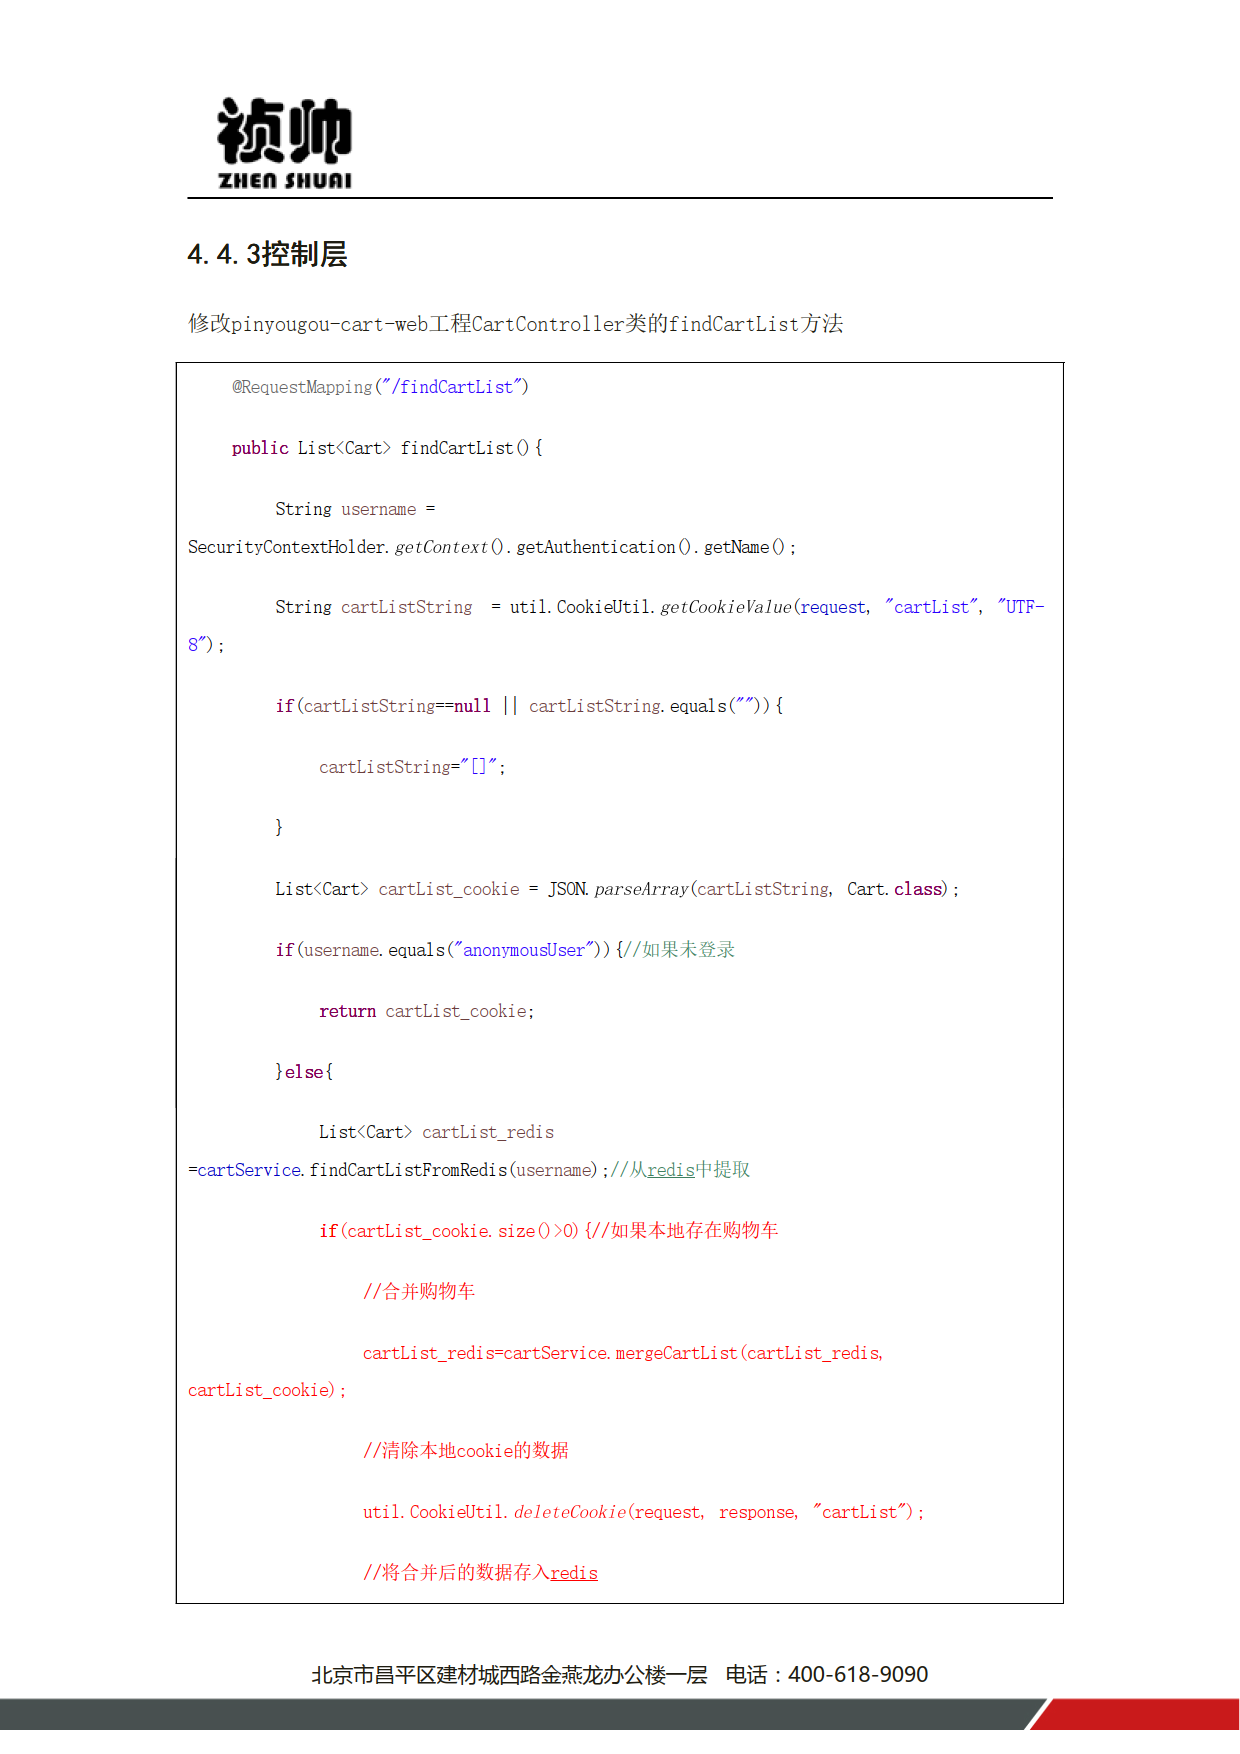 祯帅
ZHEN SHUAI
4.4.3控制层
修改pinyougou-cart-web工程CartController类的findCartList方法
@RequestMapping("/findCartList")
public List<Cart> findCartList(){
String username =
SecurityContextHolder.getContext().getAuthentication().getName();
String cartListString  = util.CookieUtil.getCookieValue(request, "cartList", "UTF-
8");
if(cartListString==null || cartListString.equals("")){
cartListString="[]";
}
List<Cart> cartList_cookie = JSON.parseArray(cartListString, Cart.class);
if(username.equals("anonymousUser")){//如果未登录
return cartList_cookie;
}else{
List<Cart> cartList_redis
=cartService.findCartListFromRedis(username);//从redis中提取
if(cartList_cookie.size()>0){//如果本地存在购物车
//合并购物车
cartList_redis=cartService.mergeCartList(cartList_redis,
cartList_cookie);
//清除本地cookie的数据
util.CookieUtil.deleteCookie(request, response, "cartList");
//将合并后的数据存入redis
北京市昌平区建材城西路金燕龙办公楼一层 电话：400-618-9090